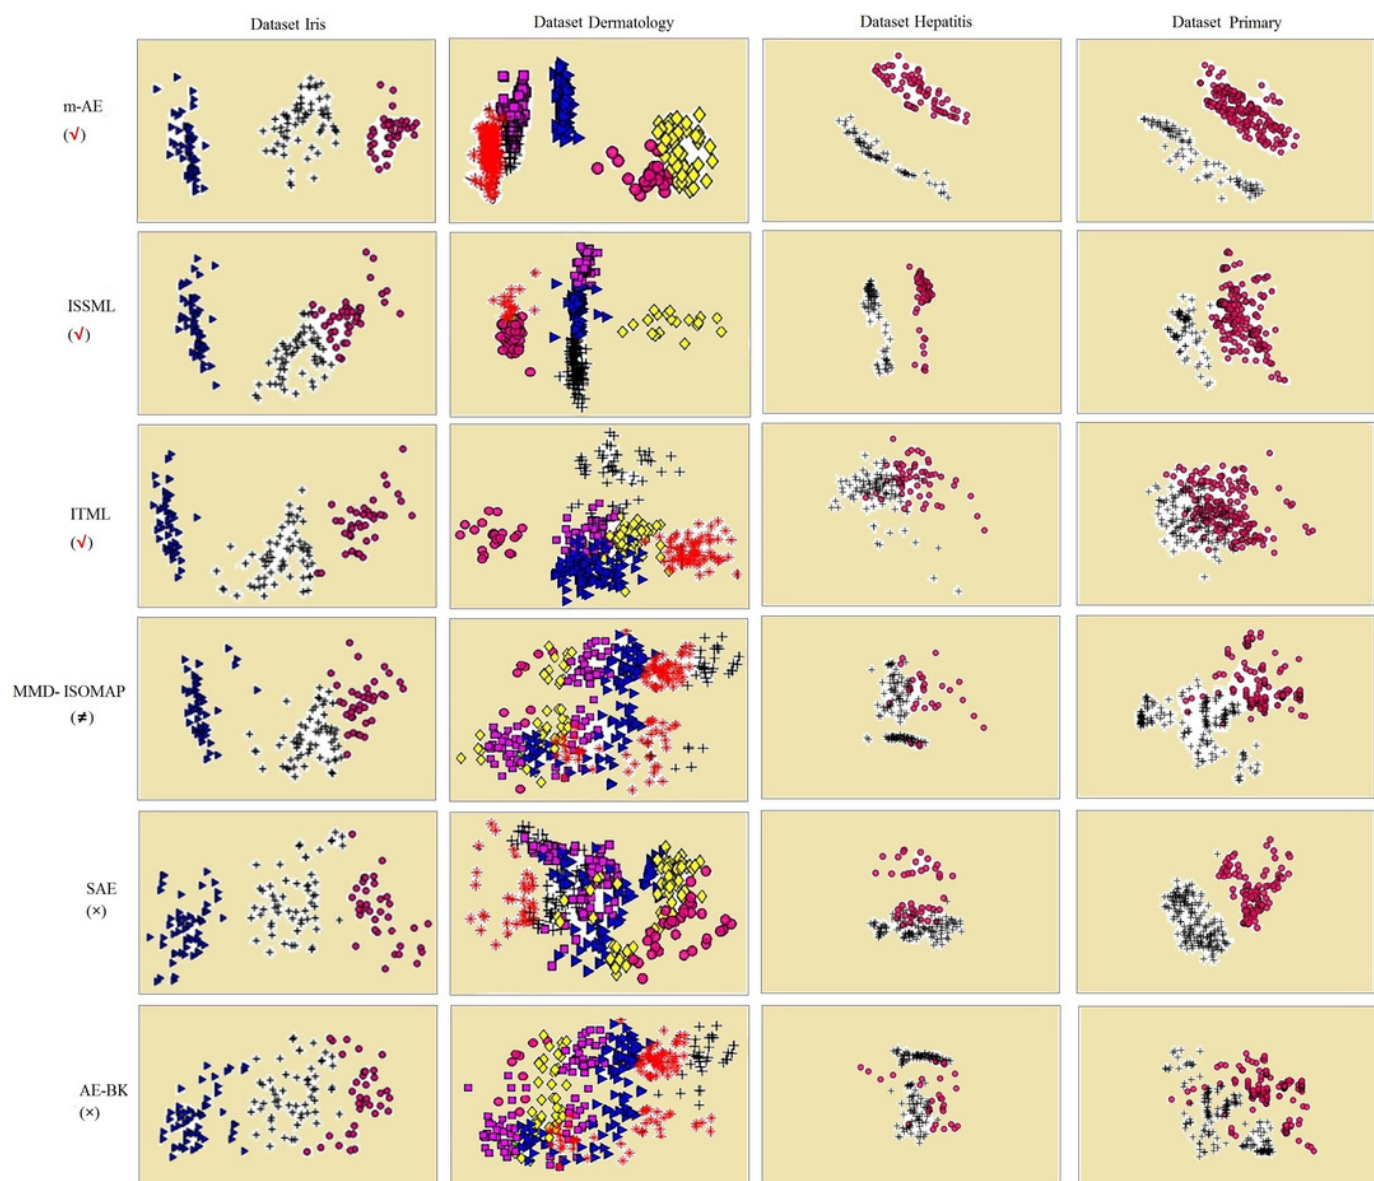 Dataset Iris Dataset Dermatology Dataset Hepatitis Dataset Primary
m-AE
(√)
ISSML
(√)
ITML
(√)
MMD- ISOMAP
(≠)
SAE
(×)
AE-BK
(×)